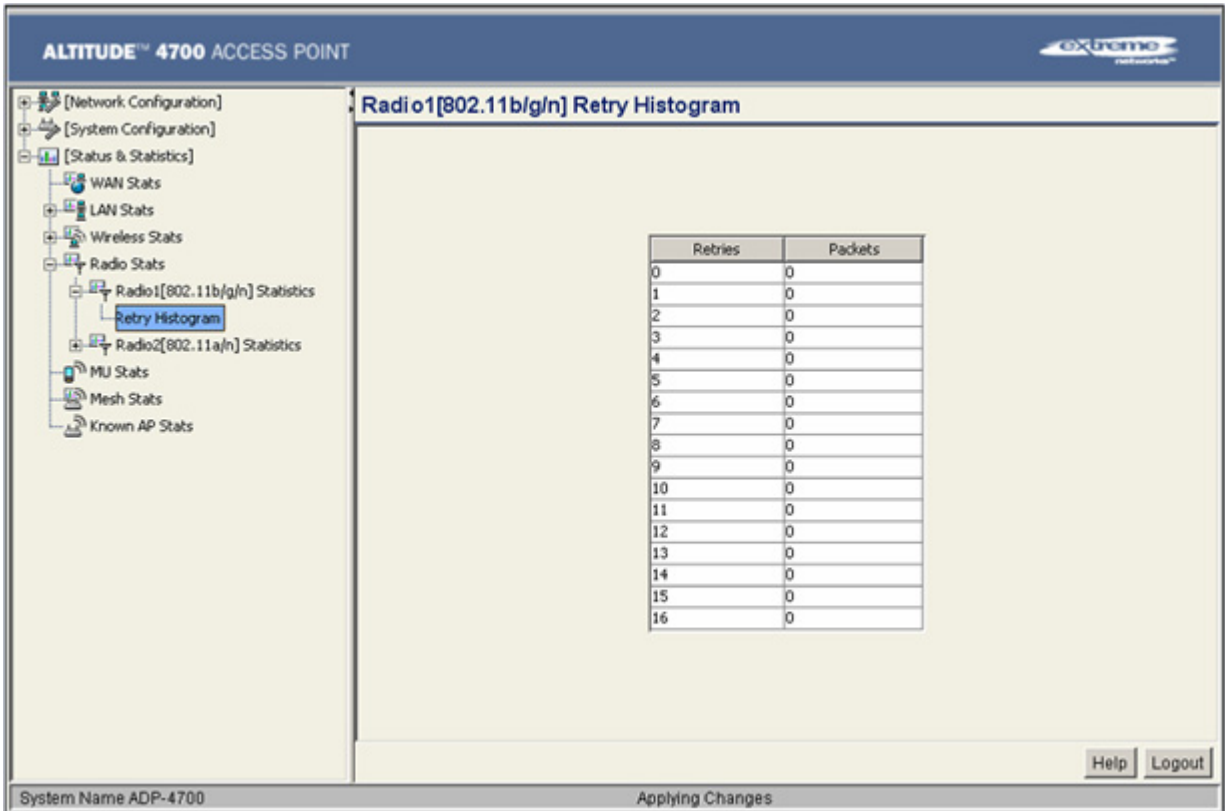 ALTITUDE™ 4700 ACCESS POINT
extreme networks™
[Network Configuration]
[System Configuration]
[Status & Statistics]
WAN Stats
LAN Stats
Wireless Stats
Radio Stats
Radio1[802.11b/g/n] Statistics
Retry Histogram
Radio2[802.11a/n] Statistics
MU Stats
Mesh Stats
Known AP Stats
Radio1[802.11b/g/n] Retry Histogram
Retries Packets
0 0
1 0
2 0
3 0
4 0
5 0
6 0
7 0
8 0
9 0
10 0
11 0
12 0
13 0
14 0
15 0
16 0
Help Logout
System Name ADP-4700 Applying Changes